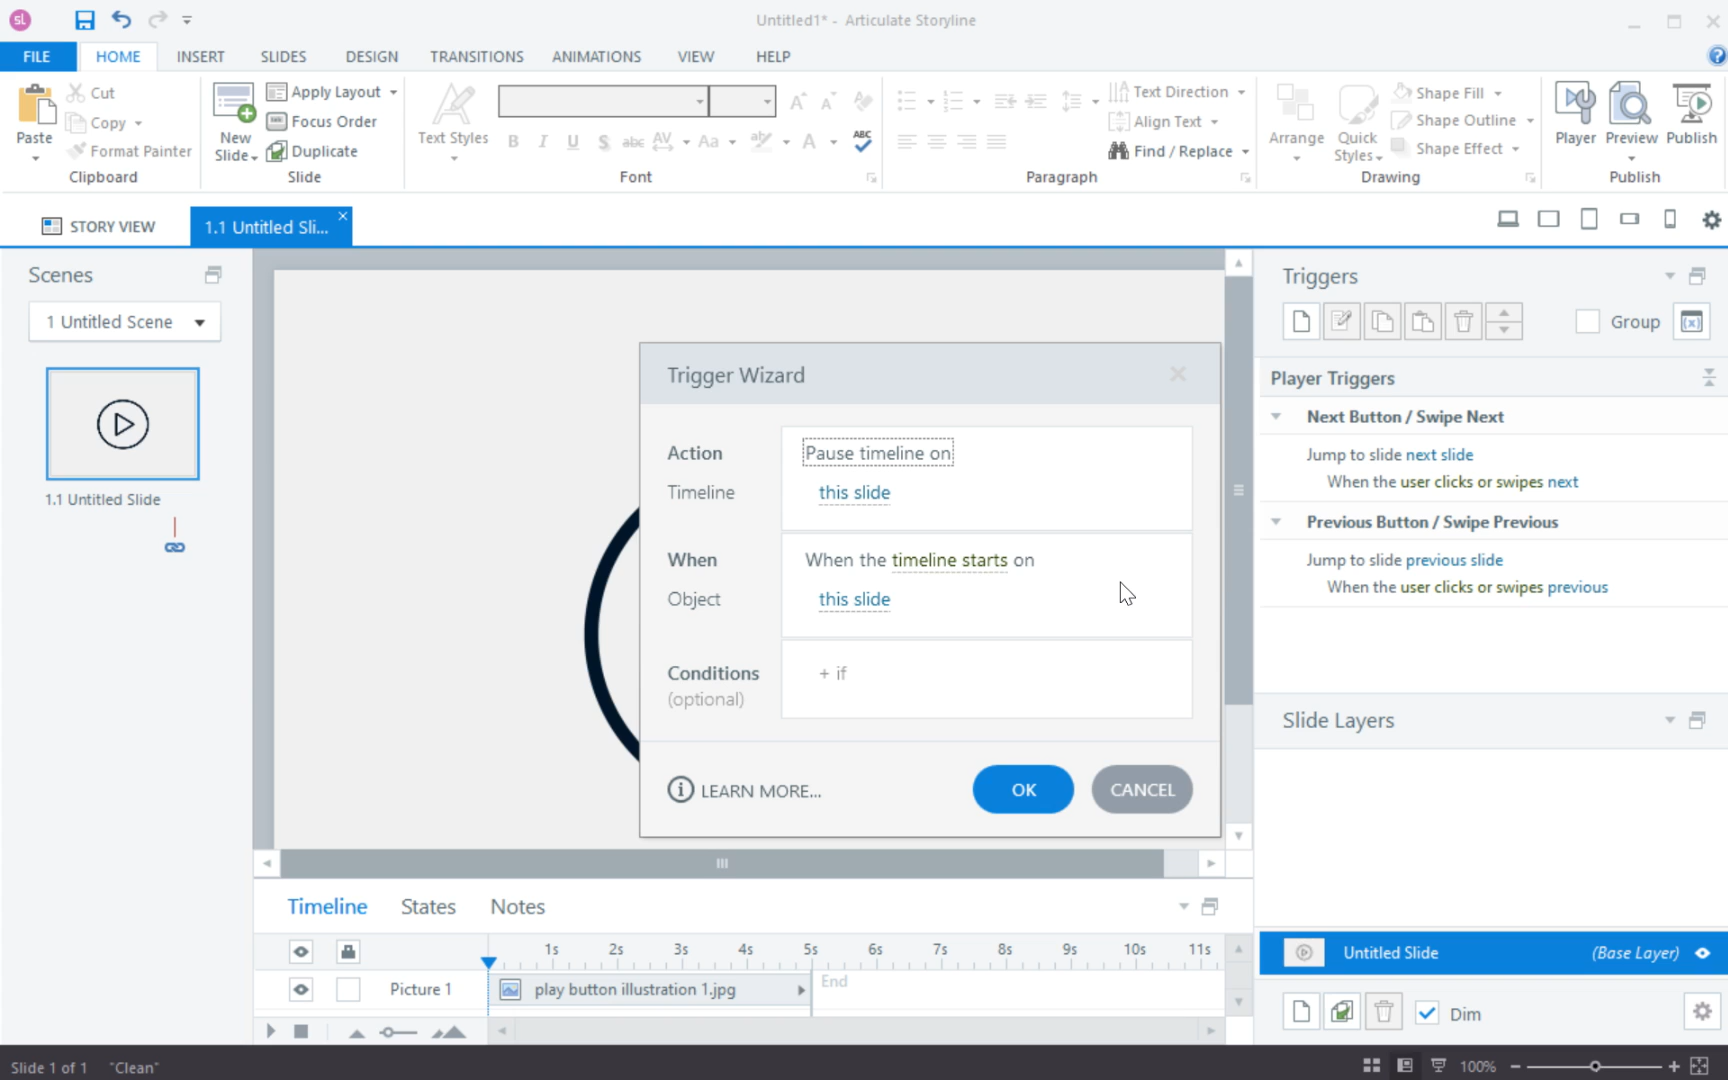 sl
Untitled1* - Articulate Storyline
FILE HOME INSERT SLIDES DESIGN TRANSITIONS ANIMATIONS VIEW HELP
Paste
Cut
Copy
Format Painter
Clipboard
New
Slide
Apply Layout
Focus Order
Duplicate
Slide
Text Styles
B I U S abc AV Aa aby A ABC
Font
Text Direction
Align Text
Find / Replace
Paragraph
Arrange
Quick
Styles
Shape Fill
Shape Outline
Shape Effect
Drawing
Player Preview Publish
Publish
STORY VIEW
1.1 Untitled Sli...
Scenes
1 Untitled Scene
1.1 Untitled Slide
Trigger Wizard
Action Pause timeline on
Timeline this slide
When When the timeline starts on
Object this slide
Conditions + if
(optional)
LEARN MORE...
OK
CANCEL
Triggers
Group
(x)
Player Triggers
Next Button / Swipe Next
Jump to slide next slide
When the user clicks or swipes next
Previous Button / Swipe Previous
Jump to slide previous slide
When the user clicks or swipes previous
Slide Layers
Untitled Slide (Base Layer)
Dim
Timeline States Notes
1s 2s 3s 4s 5s 6s 7s 8s 9s 10s 11s
Picture 1
play button illustration 1.jpg
End
Slide 1 of 1 "Clean"
100%